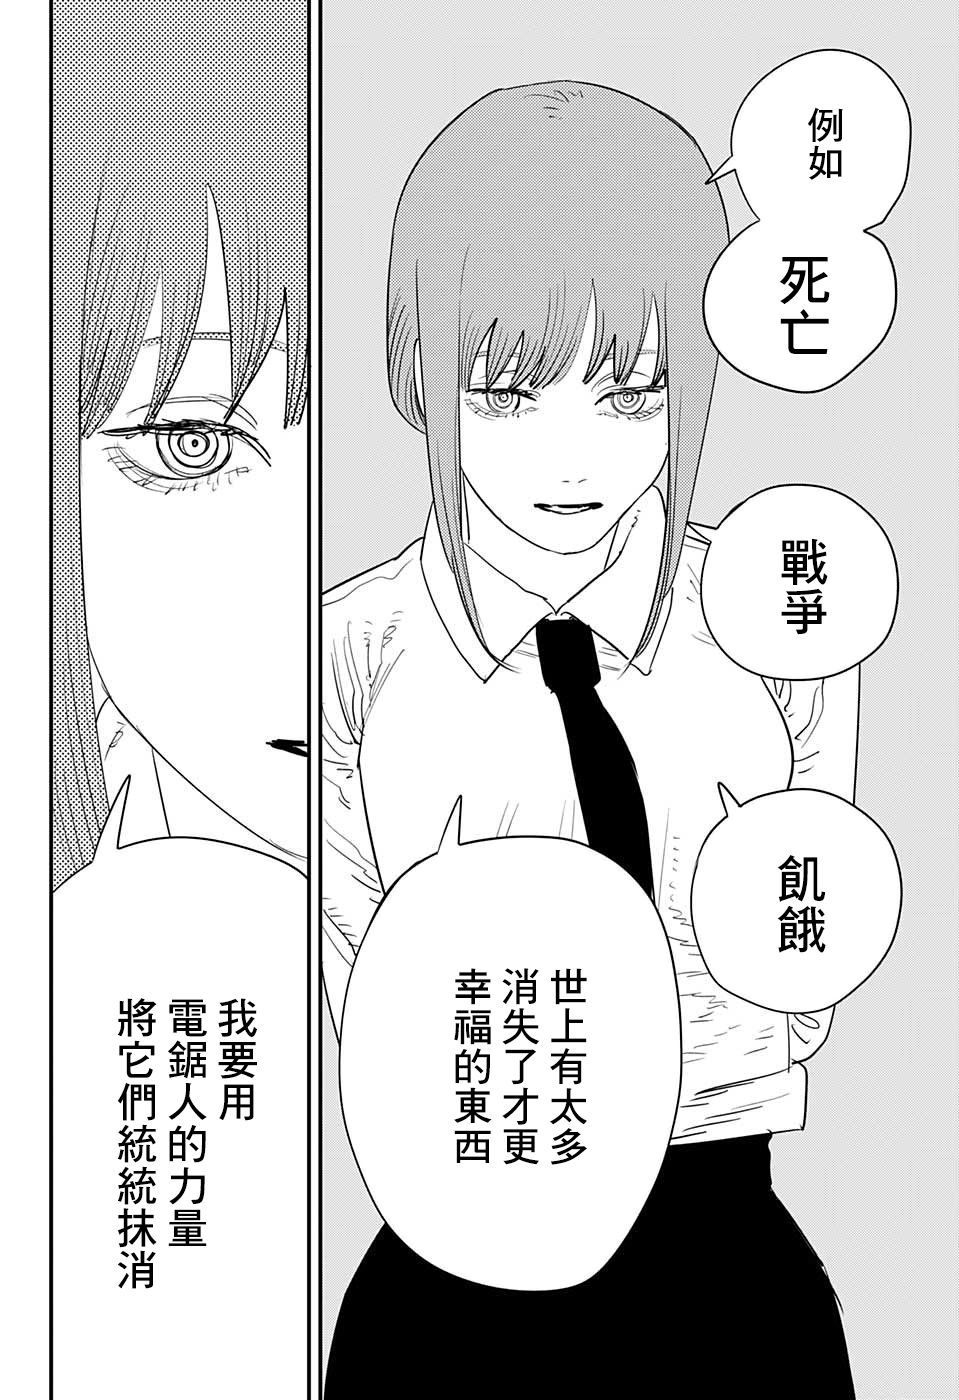 例如
死亡
戰爭
飢餓
世上有太多
消失了才更
幸福的東西
我要用
電鋸人的力量
將它們統統抹消